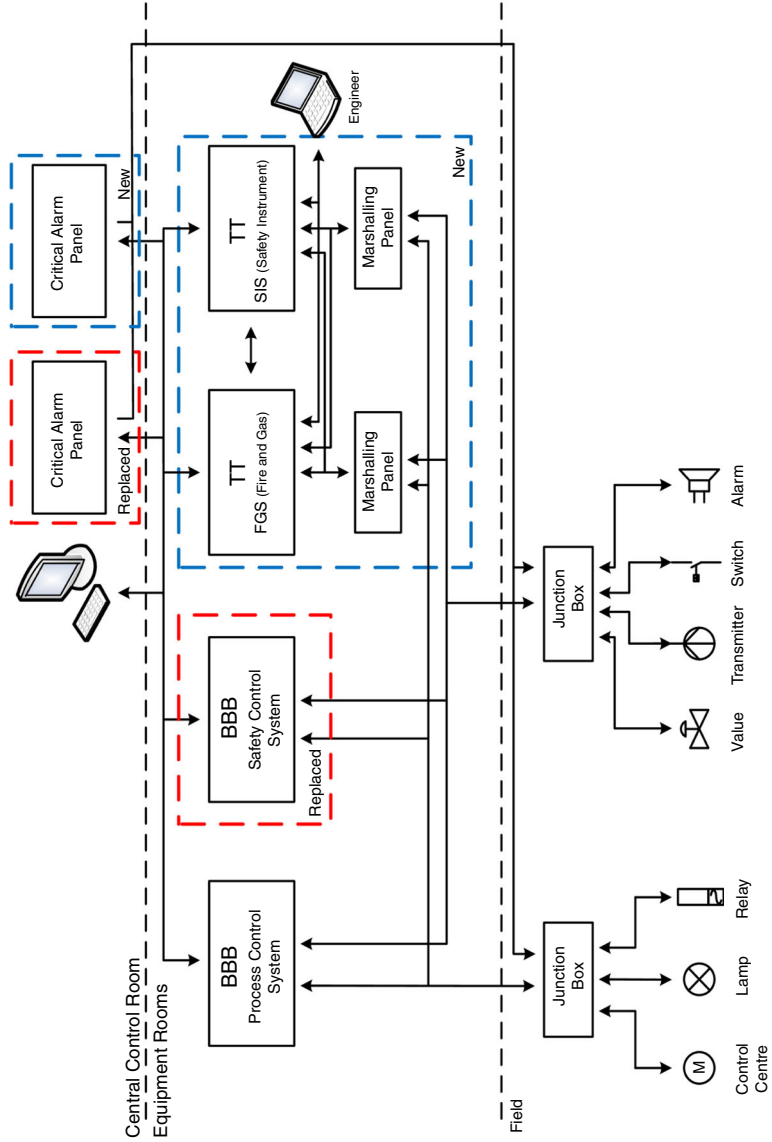 Central Control Room
Equipment Rooms
Critical Alarm
Panel
Replaced
Critical Alarm
Panel
New
BBB
Process Control
System
BBB
Safety Control
System
Replaced
TT
FGS (Fire and Gas)
TT
SIS (Safety Instrument)
Engineer
Marshalling
Panel
Marshalling
Panel
New
Field
Junction
Box
Junction
Box
M
Control
Centre
Lamp
Relay
Value
Transmitter
Switch
Alarm